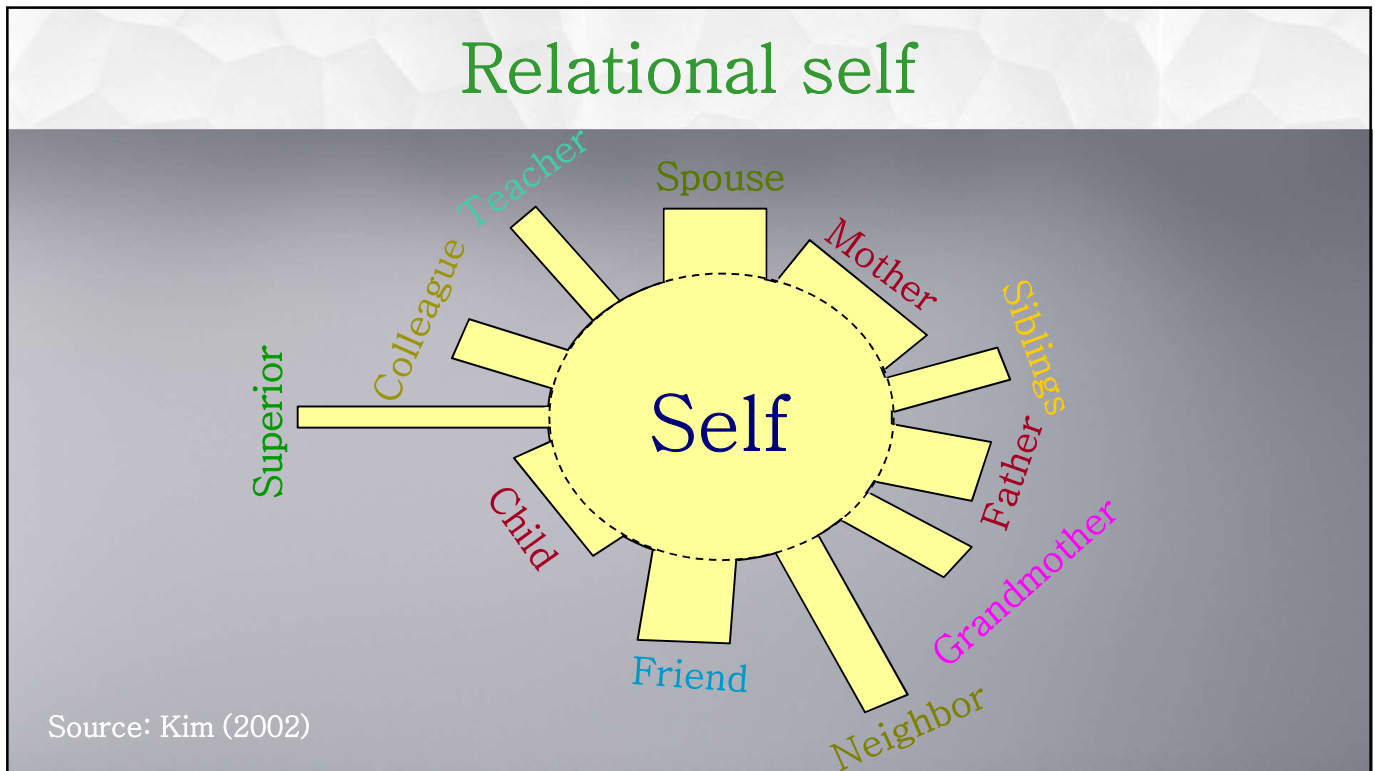 Relational self
Teacher
Spouse
Mother
Colleague
Siblings
Superior
Self
Father
Child
Grandmother
Friend
Neighbor
Source: Kim (2002)